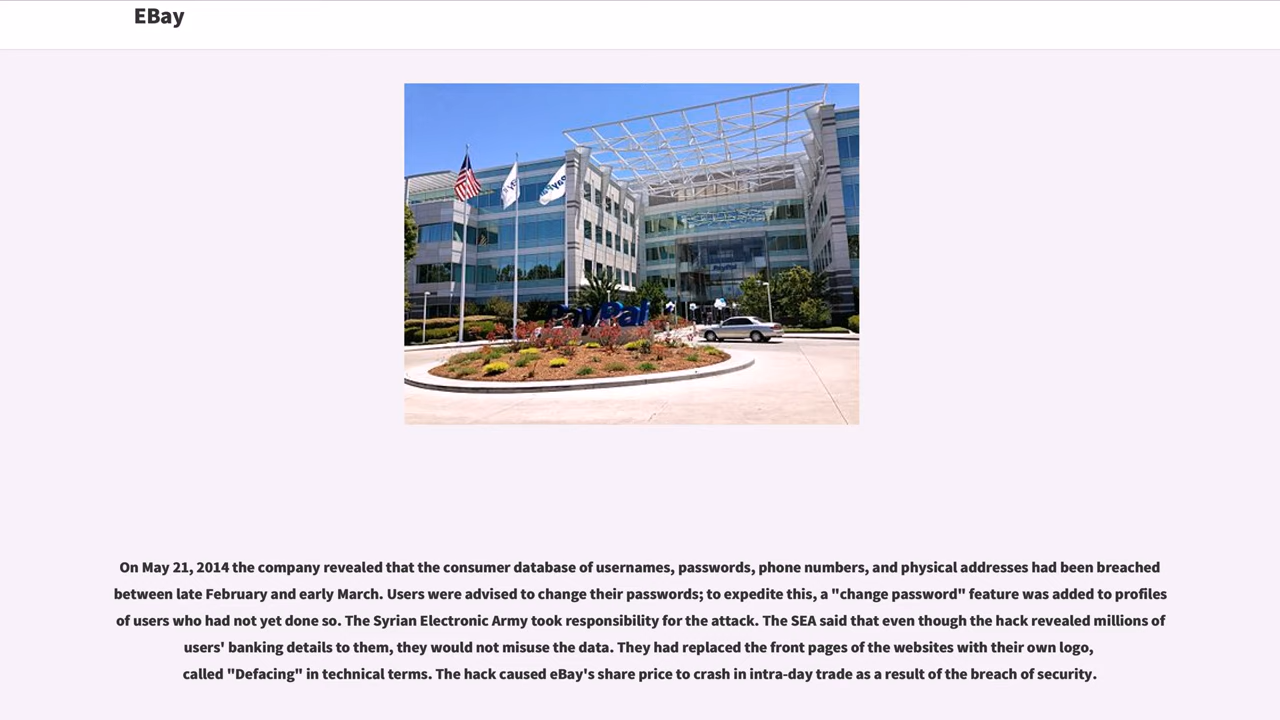 EBay
PayPal
On May 21, 2014 the company revealed that the consumer database of usernames, passwords, phone numbers, and physical addresses had been breached
between late February and early March. Users were advised to change their passwords; to expedite this, a "change password" feature was added to profiles
of users who had not yet done so. The Syrian Electronic Army took responsibility for the attack. The SEA said that even though the hack revealed millions of
users' banking details to them, they would not misuse the data. They had replaced the front pages of the websites with their own logo,
called "Defacing" in technical terms. The hack caused eBay's share price to crash in intra-day trade as a result of the breach of security.